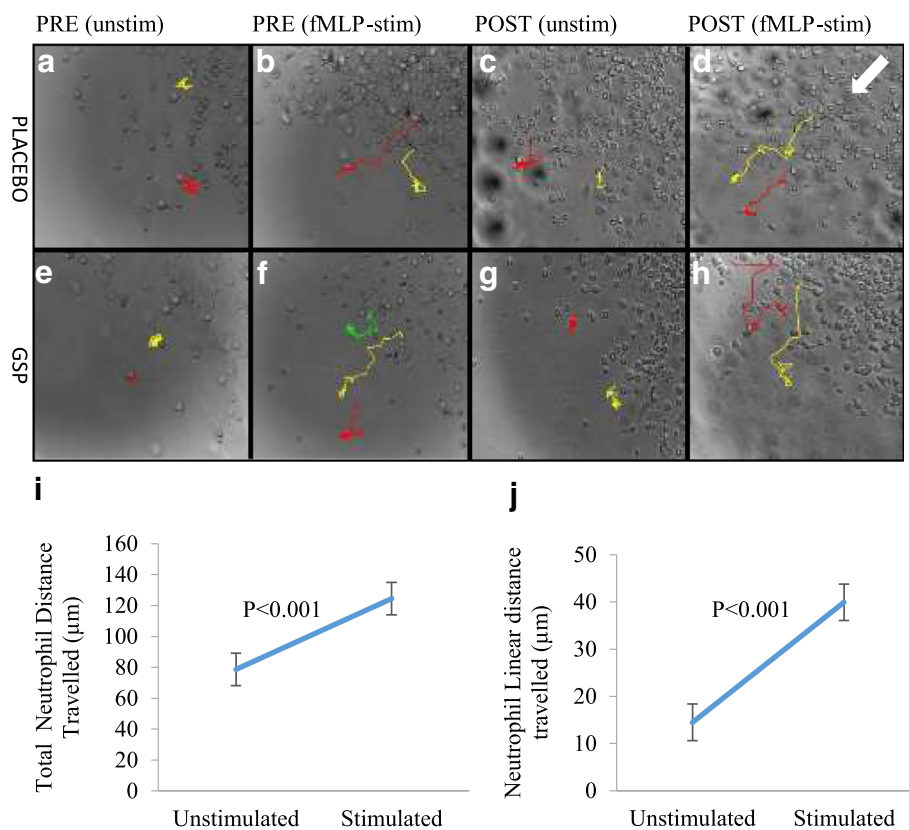 PRE (unstim) PRE (fMLP-stim) POST (unstim) POST (fMLP-stim)
PLACEBO
a b c d
GSP
e f g h
i
Total Neutrophil Distance
Travelled (μm)
160
140
120
100
80
60
40
20
0
P<0.001
Unstimulated Stimulated
j
Neutrophil Linear distance
travelled (μm)
50
40
30
20
10
0
P<0.001
Unstimulated Stimulated